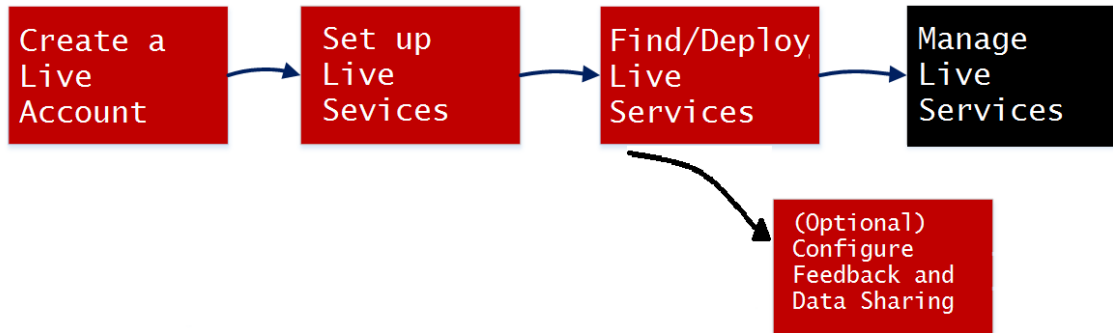 Create a
Live
Account
Set up
Live
Sevices
Find/Deploy
Live
Services
Manage
Live
Services
(Optional)
Configure
Feedback and
Data Sharing